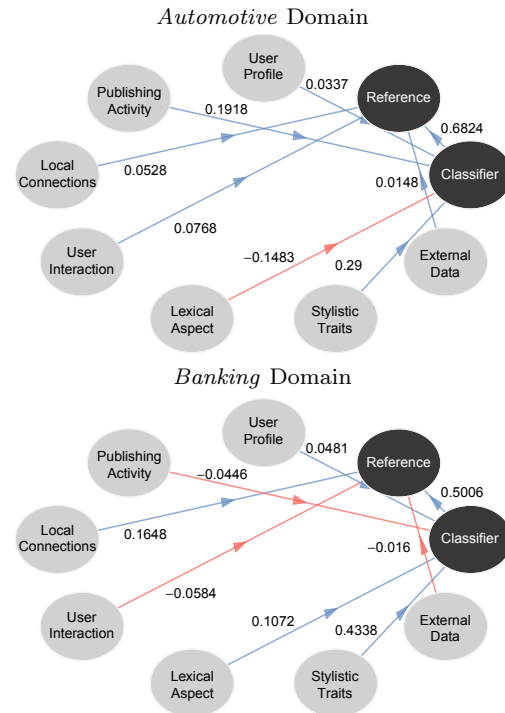 Automotive Domain
User
Profile
0.0337
Publishing
Activity
Reference
0.1918
0.6824
Local
Connections
0.0528
Classifier
0.0148
User
Interaction
0.0768
External
Data
−0.1483
0.29
Lexical
Aspect
Stylistic
Traits
Banking Domain
User
Profile
0.0481
Publishing
Activity
Reference
−0.0446
0.5006
Local
Connections
0.1648
Classifier
−0.016
User
Interaction
−0.0584
External
Data
0.1072
0.4338
Lexical
Aspect
Stylistic
Traits